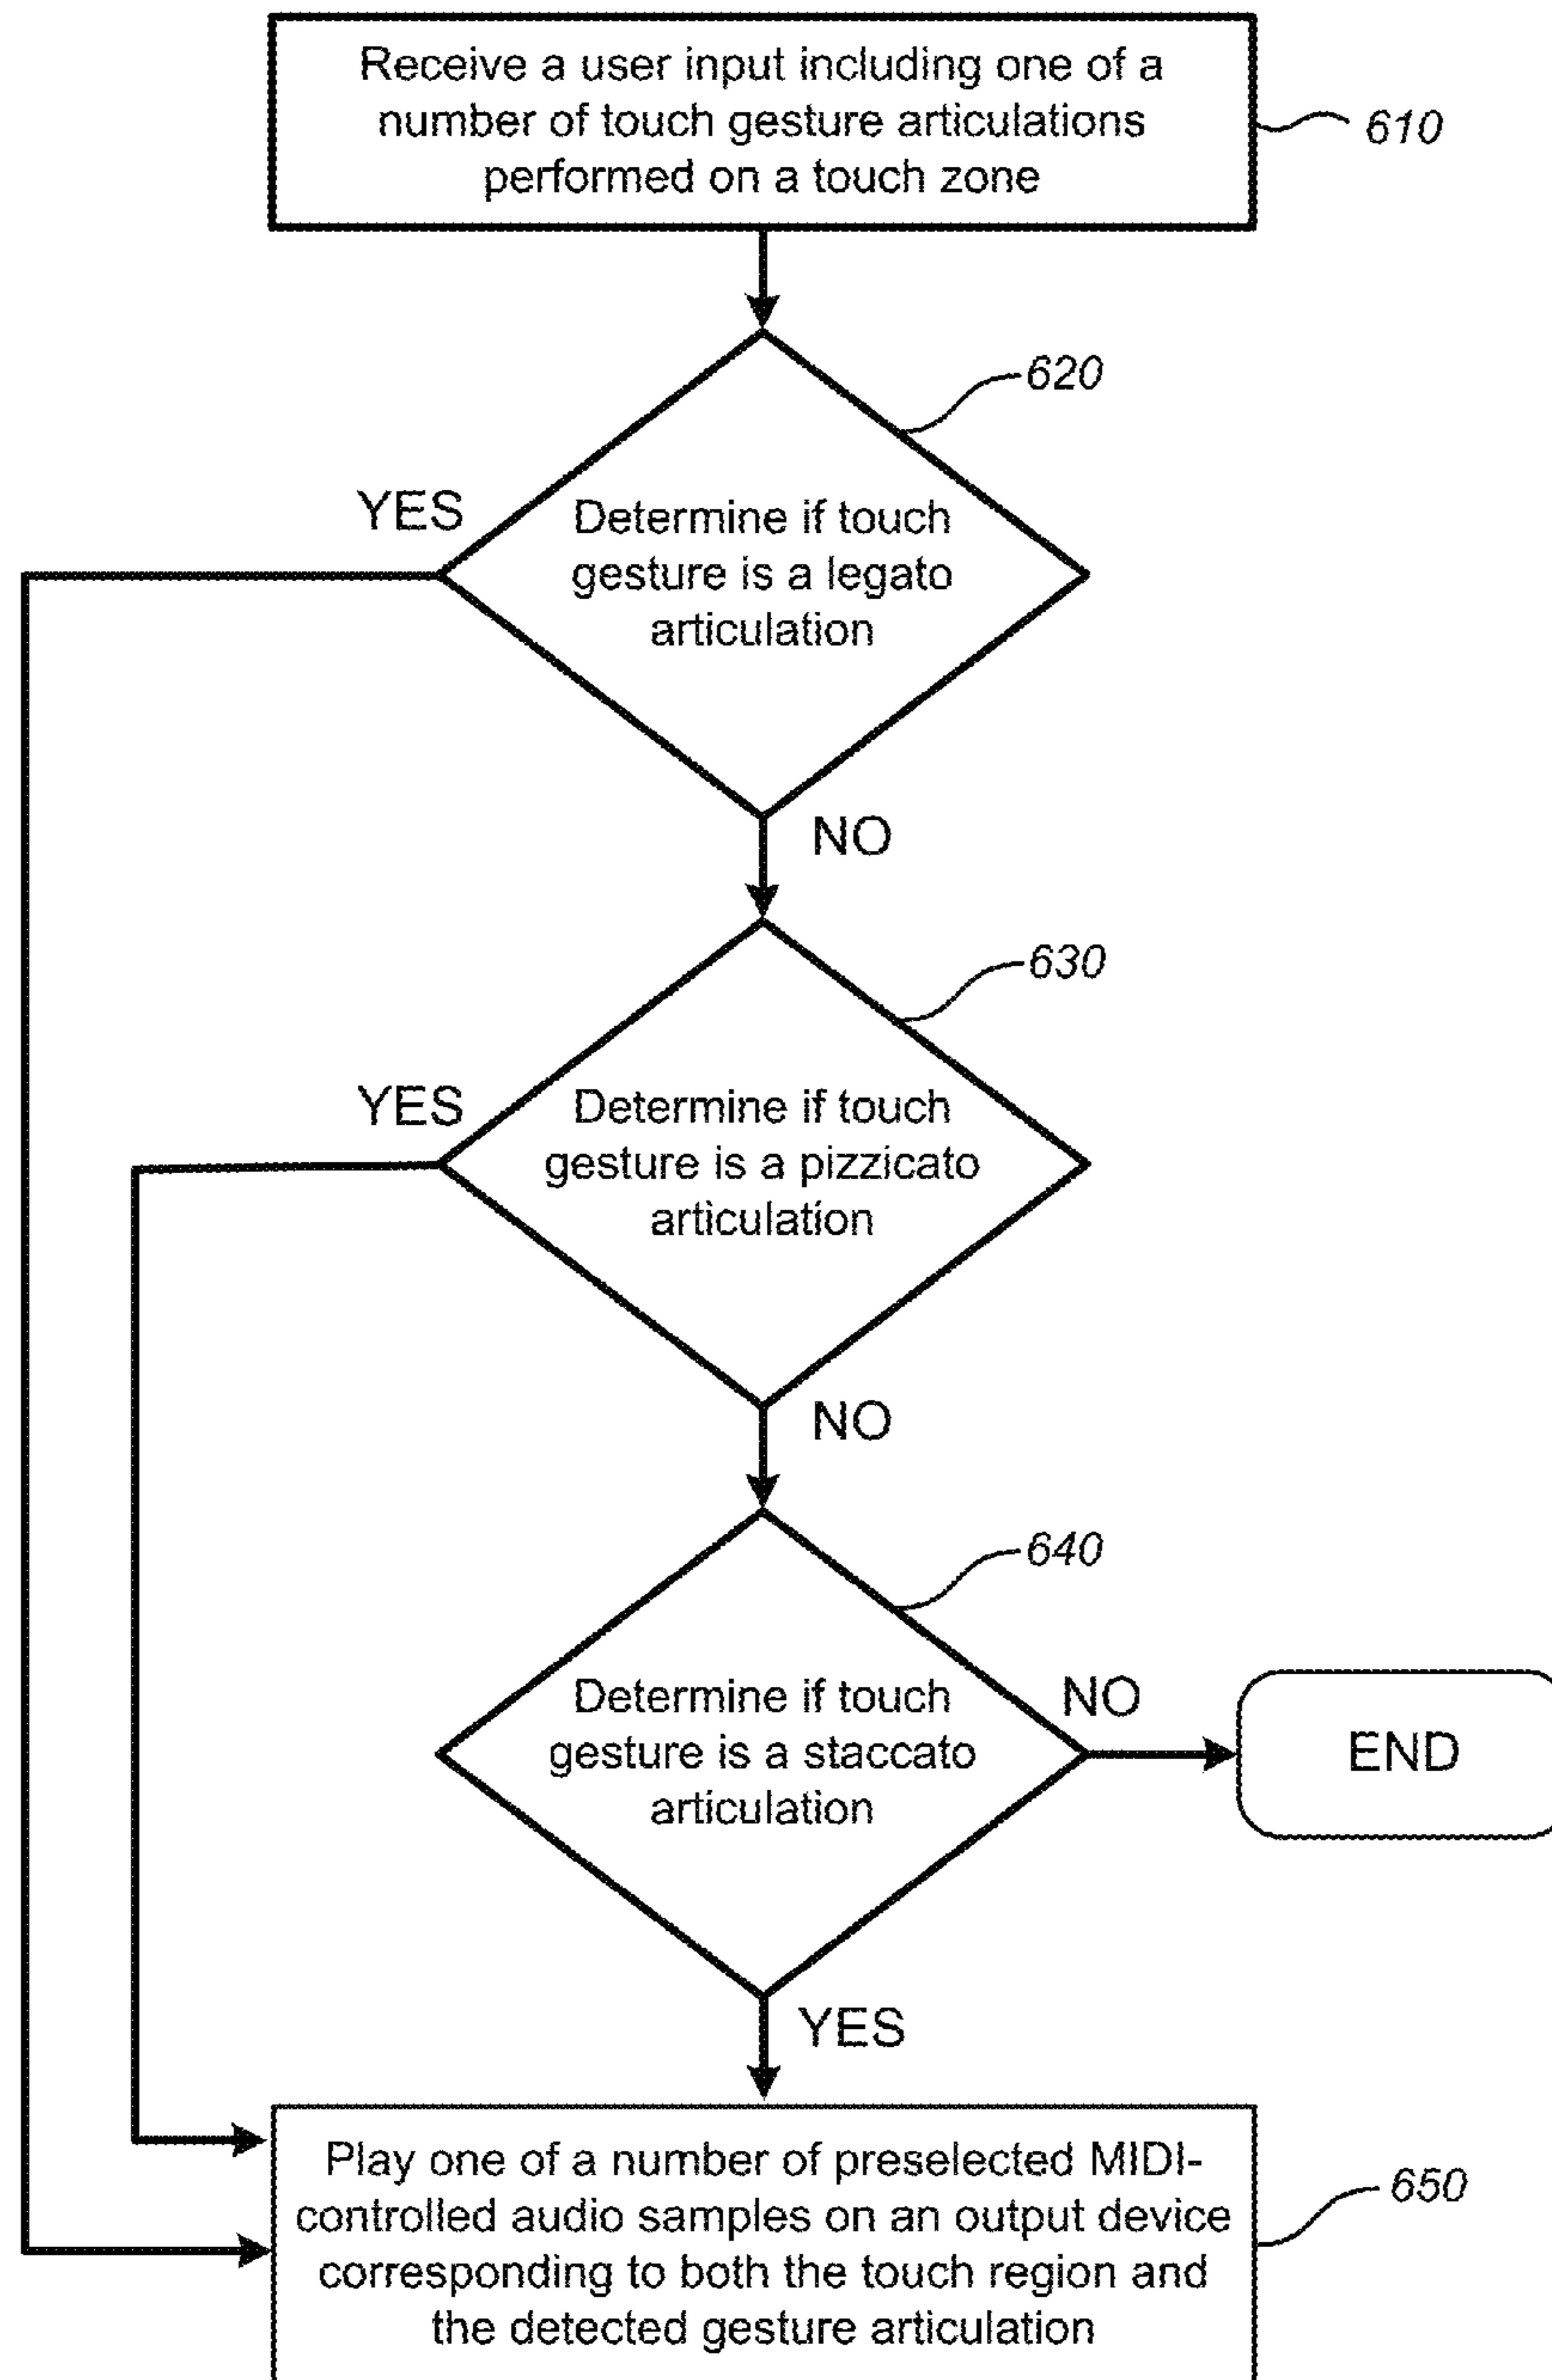 Receive a user input including one of a
number of touch gesture articulations
performed on a touch zone
610
620
YES
Determine if touch
gesture is a legato
articulation
NO
630
YES
Determine if touch
gesture is a pizzicato
articulation
NO
640
Determine if touch
gesture is a staccato
articulation
NO
END
YES
Play one of a number of preselected MIDI-
controlled audio samples on an output device
corresponding to both the touch region and
the detected gesture articulation
650